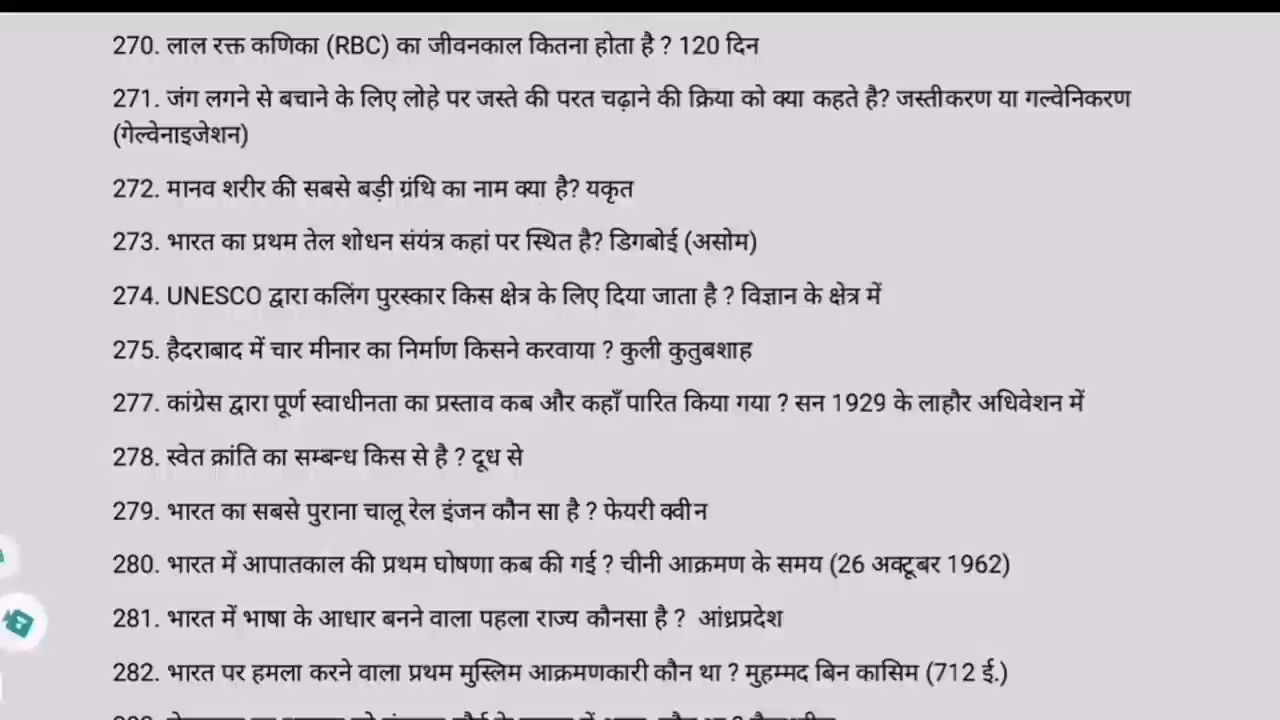 270. लाल रक्त कणिका (RBC) का जीवनकाल कितना होता है ? 120 दिन
271. जंग लगने से बचाने के लिए लोहे पर जस्ते की परत चढ़ाने की क्रिया को क्या कहते है? जस्तीकरण या गल्वेनिकरण
(गेल्वेनाइजेशन)
272. मानव शरीर की सबसे बड़ी ग्रंथि का नाम क्या है? यकृत
273. भारत का प्रथम तेल शोधन संयंत्र कहां पर स्थित है? डिगबोई (असोम)
274. UNESCO द्वारा कलिंग पुरस्कार किस क्षेत्र के लिए दिया जाता है ? विज्ञान के क्षेत्र में
275. हैदराबाद में चार मीनार का निर्माण किसने करवाया ? कुली कुतुबशाह
277. कांग्रेस द्वारा पूर्ण स्वाधीनता का प्रस्ताव कब और कहाँ पारित किया गया ? सन 1929 के लाहौर अधिवेशन में
278. स्वेत क्रांति का सम्बन्ध किस से है ? दूध से
279. भारत का सबसे पुराना चालू रेल इंजन कौन सा है ? फेयरी क्वीन
280. भारत में आपातकाल की प्रथम घोषणा कब की गई ? चीनी आक्रमण के समय (26 अक्टूबर 1962)
281. भारत में भाषा के आधार बनने वाला पहला राज्य कौनसा है ? आंध्रप्रदेश
282. भारत पर हमला करने वाला प्रथम मुस्लिम आक्रमणकारी कौन था ? मुहम्मद बिन कासिम (712 ई.)